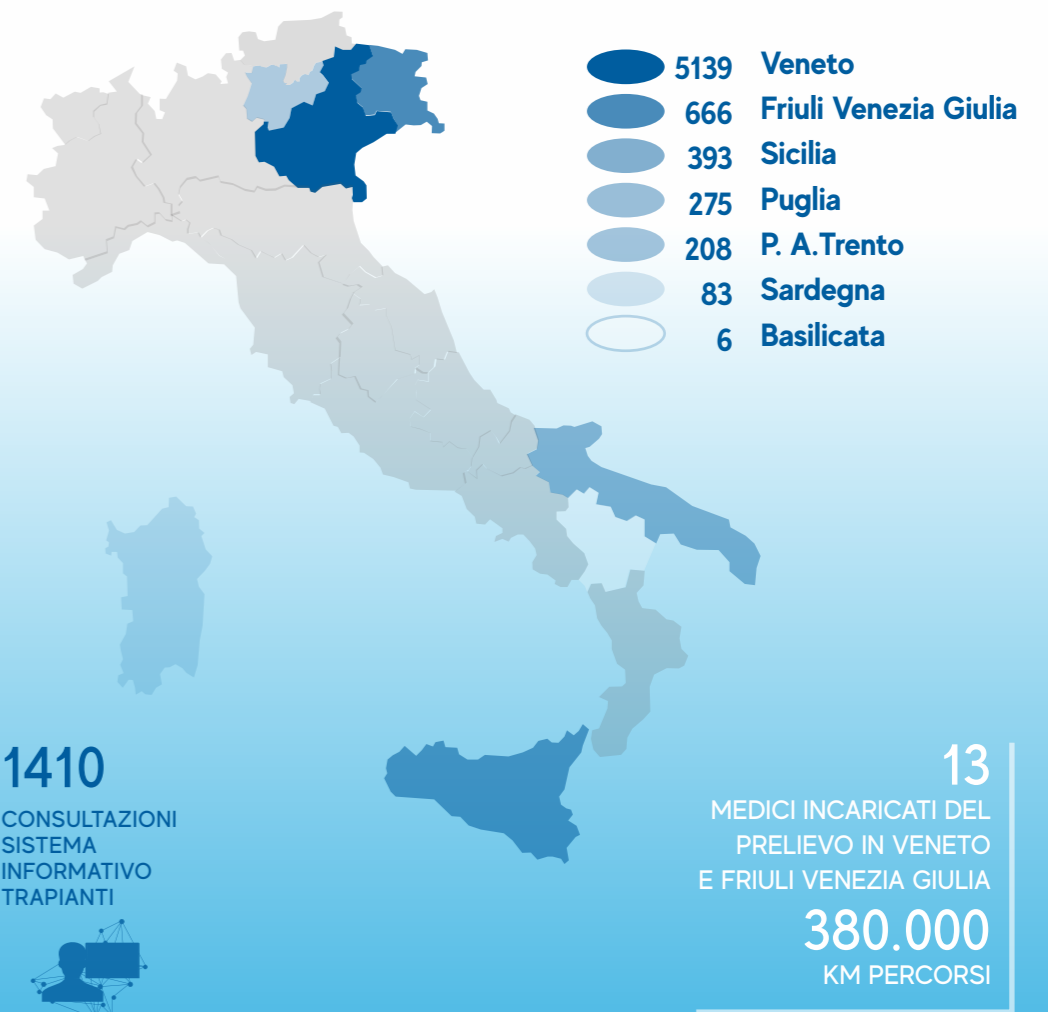 5139 Veneto
666 Friuli Venezia Giulia
393 Sicilia
275 Puglia
208 P. A.Trento
83 Sardegna
6 Basilicata
1410
CONSULTAZIONI
SISTEMA
INFORMATIVO
TRAPIANTI
13
MEDICI INCARICATI DEL
PRELIEVO IN VENETO
E FRIULI VENEZIA GIULIA
380.000
KM PERCORSI